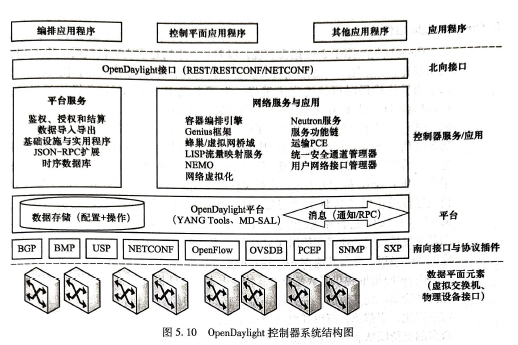 编排应用程序
控制平面应用程序
其他应用程序
应用程序
OpenDaylight接口(REST/RESTCONF/NETCONF)
北向接口
平台服务
鉴权、授权和结算
数据导入导出
基础设施与实用程序
JSON-RPC扩展
时序数据库
网络服务与应用
容器编排引擎
Genius框架
蜂巢/虚拟网桥域
LISP流量映射服务
NEMO
网络虚拟化
Neutron服务
服务功能链
运输PCE
统一安全通道管理器
用户网络接口管理器
控制器服务/应用
数据存储(配置+操作)
OpenDaylight平台
(YANG Tools、MD-SAL)
消息(通知/RPC)
平台
BGP
BMP
USP
NETCONF
OpenFlow
OVSDB
PCEP
SNMP
SXP
南向接口与协议插件
数据平面元素
(虚拟交换机、
物理设备接口)
图 5.10 OpenDaylight 控制器系统结构图